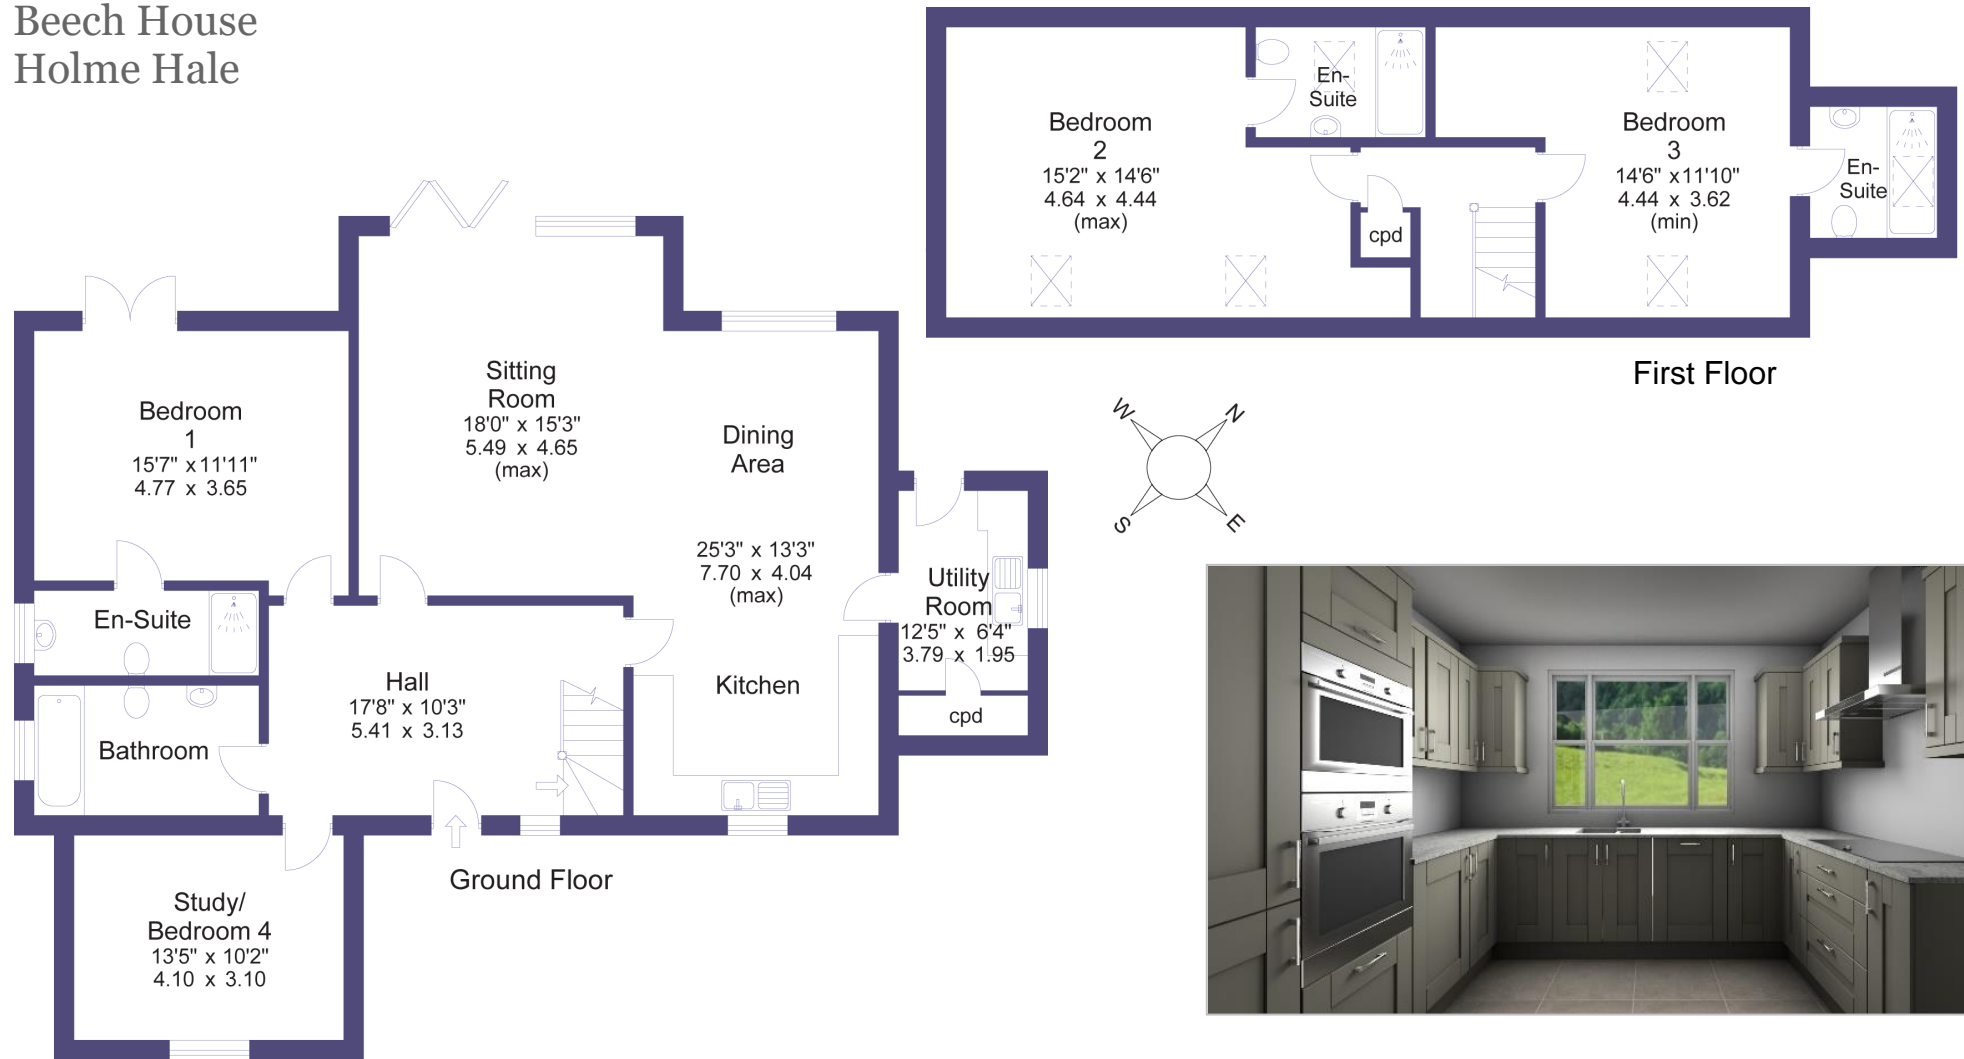 Beech House
Holme Hale
Bedroom
2
15'2" x 14'6"
4.64 x 4.44
(max)
En-
Suite
cpd
Bedroom
3
14'6" x 11'10"
4.44 x 3.62
(min)
En-
Suite
First Floor
Bedroom
1
15'7" x 11'11"
4.77 x 3.65
Sitting
Room
18'0" x 15'3"
5.49 x 4.65
(max)
Dining
Area
25'3" x 13'3"
7.70 x 4.04
(max)
Kitchen
Utility
Room
12'5" x 6'4"
3.79 x 1.95
cpd
En-Suite
Bathroom
Hall
17'8" x 10'3"
5.41 x 3.13
Ground Floor
Study/
Bedroom 4
13'5" x 10'2"
4.10 x 3.10
W
N
S
E